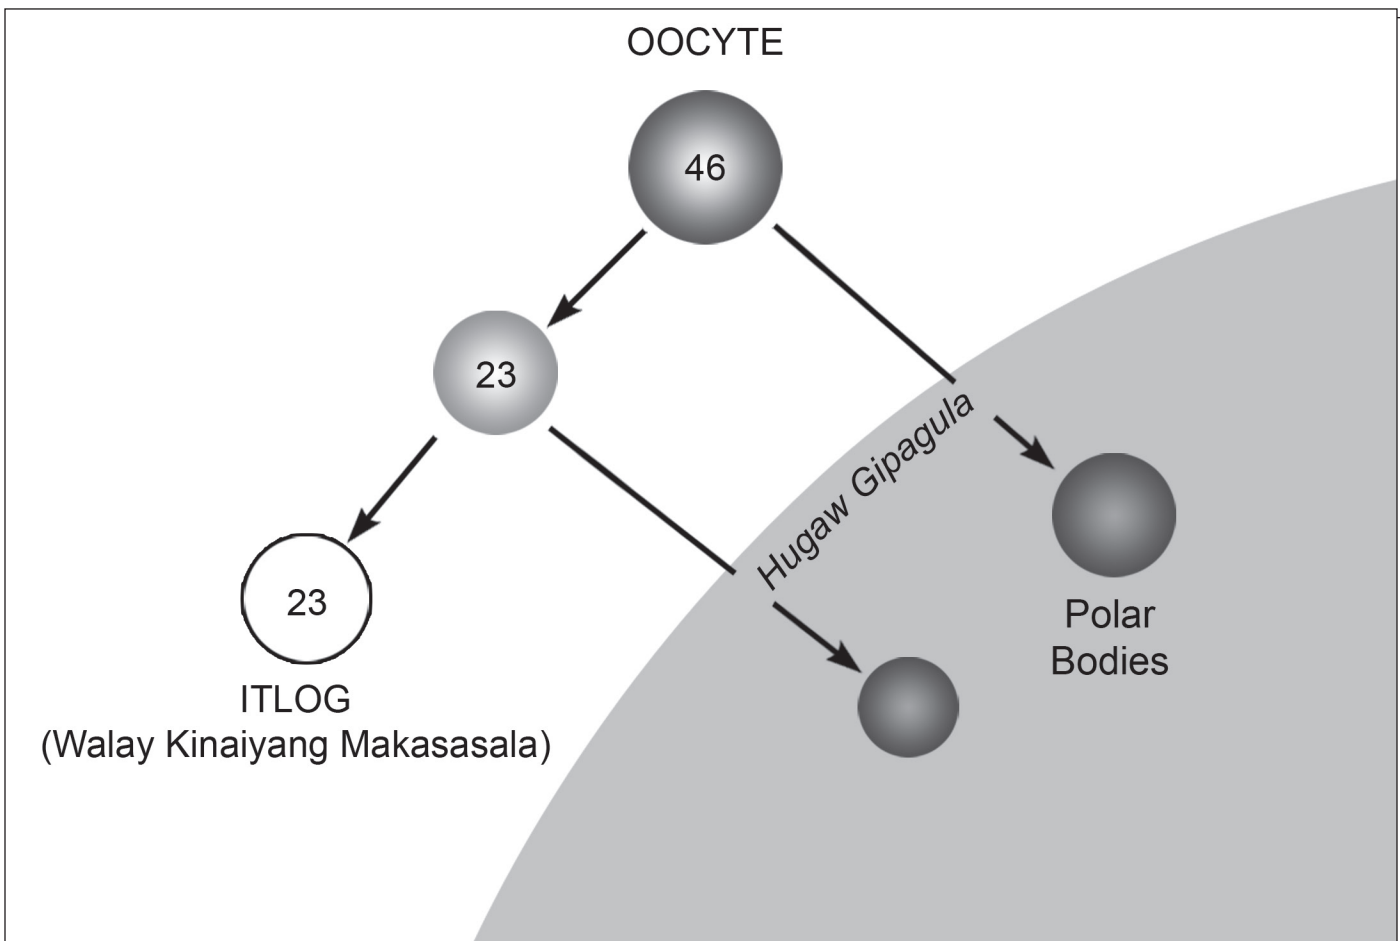 OOCYTE
46
23
Hugaw Gipagula
23
Polar
Bodies
ITLOG
(Walay Kinaiyang Makasasala)